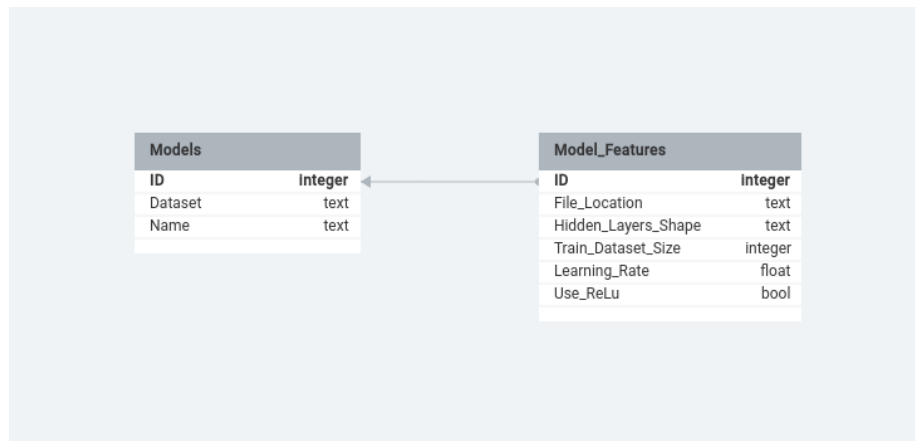 Models
ID integer
Dataset text
Name text
Model_Features
ID integer
File_Location text
Hidden_Layers_Shape text
Train_Dataset_Size integer
Learning_Rate float
Use_ReLu bool